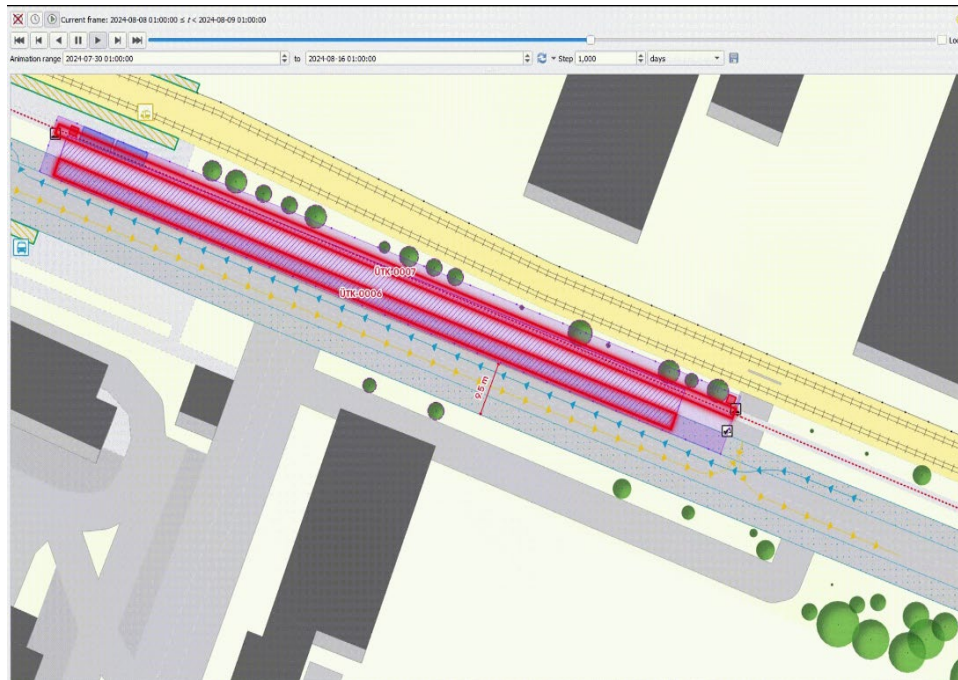 Current frame: 2024-08-08 01:00:00 ≤ t < 2024-08-09 01:00:00
Animation range 2024-07-30 01:00:00 to 2024-08-16 01:00:00 Step 1,000 days
ÜTK-0007
ÜTK-0006
9.5 m